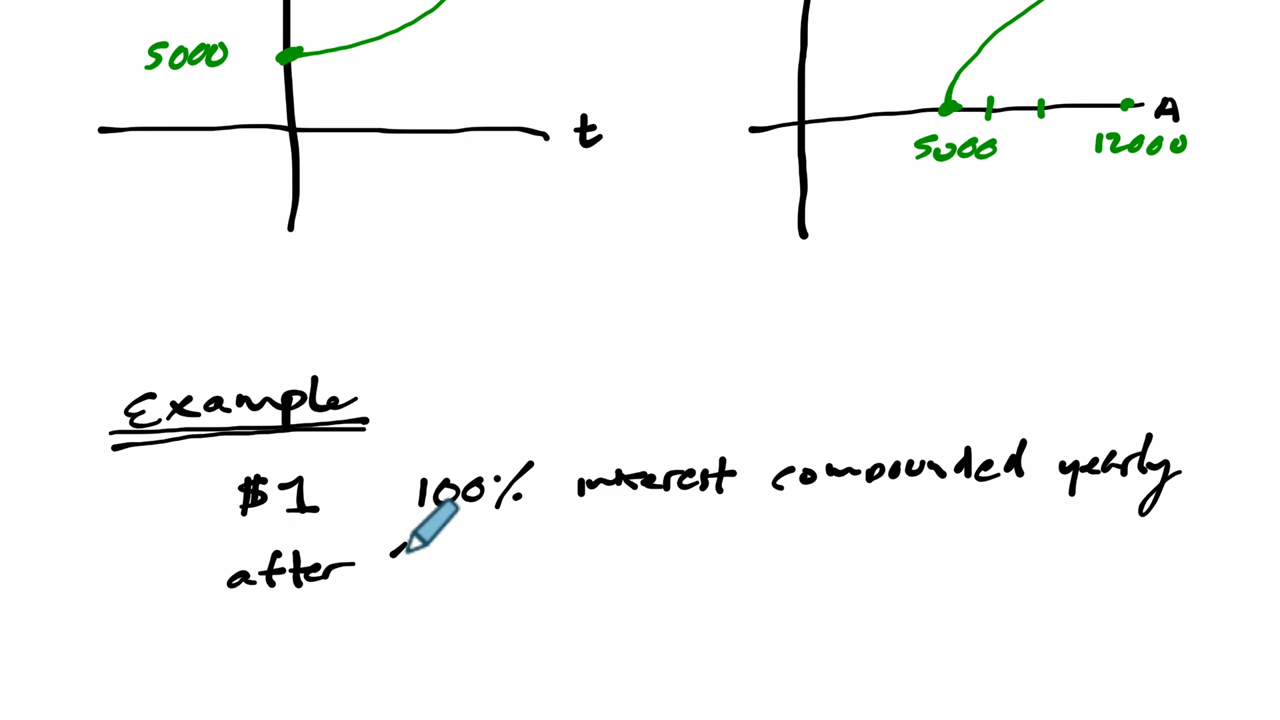 5000
t
A
5000
12000
Example
$1 100% interest compounded yearly
after